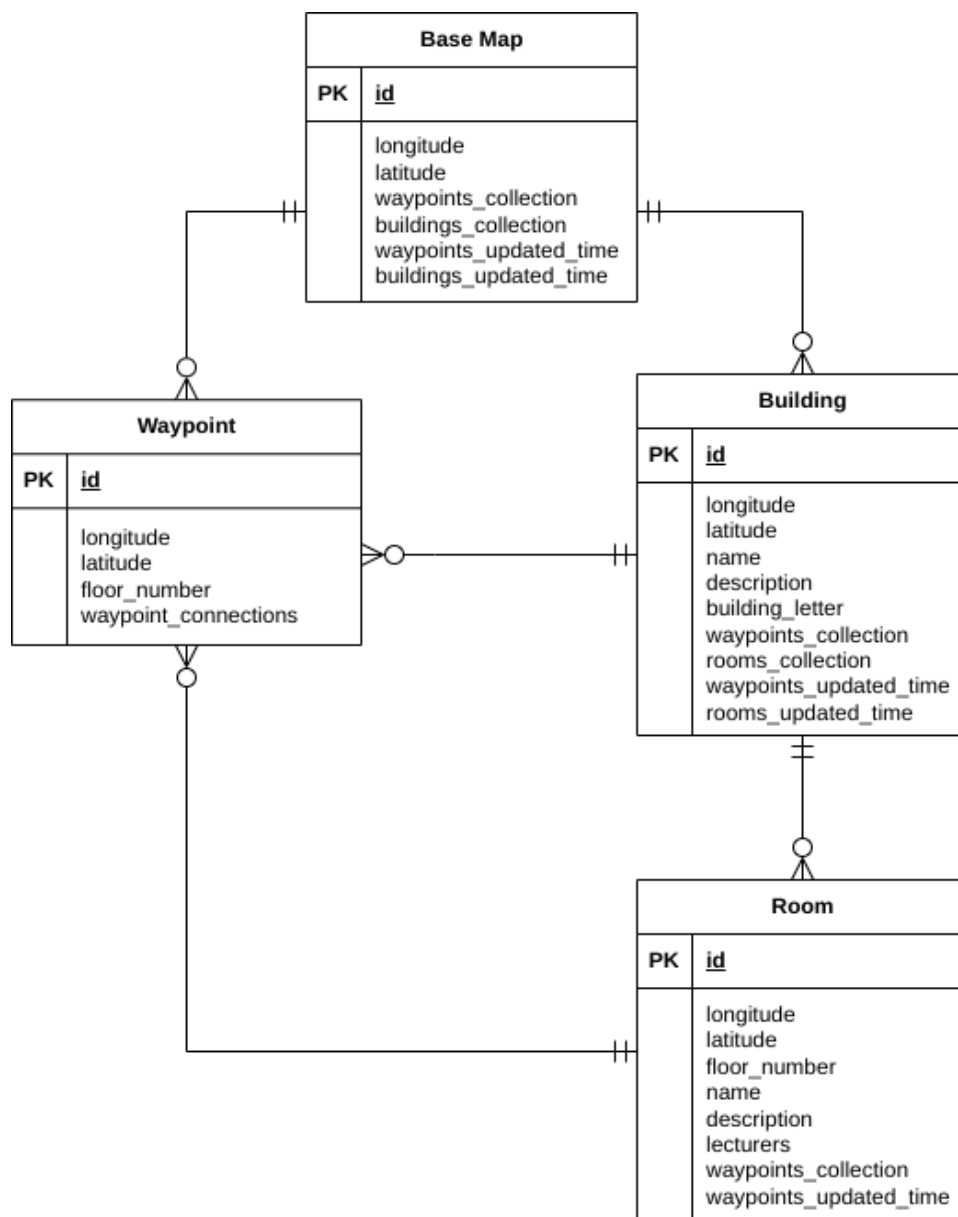 Base Map
PK id
longitude
latitude
waypoints_collection
buildings_collection
waypoints_updated_time
buildings_updated_time
Waypoint
PK id
longitude
latitude
floor_number
waypoint_connections
Building
PK id
longitude
latitude
name
description
building_letter
waypoints_collection
rooms_collection
waypoints_updated_time
rooms_updated_time
Room
PK id
longitude
latitude
floor_number
name
description
lecturers
waypoints_collection
waypoints_updated_time